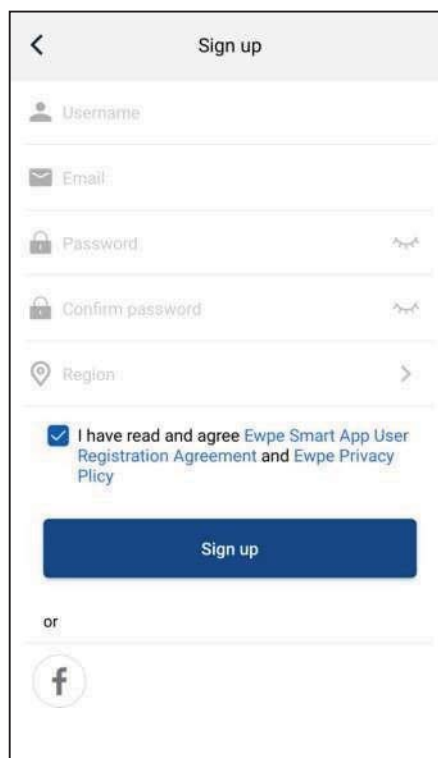 Sign up
Username
Email
Password
Confirm password
Region
I have read and agree Ewpe Smart App User
Registration Agreement and Ewpe Privacy
Plicy
Sign up
or